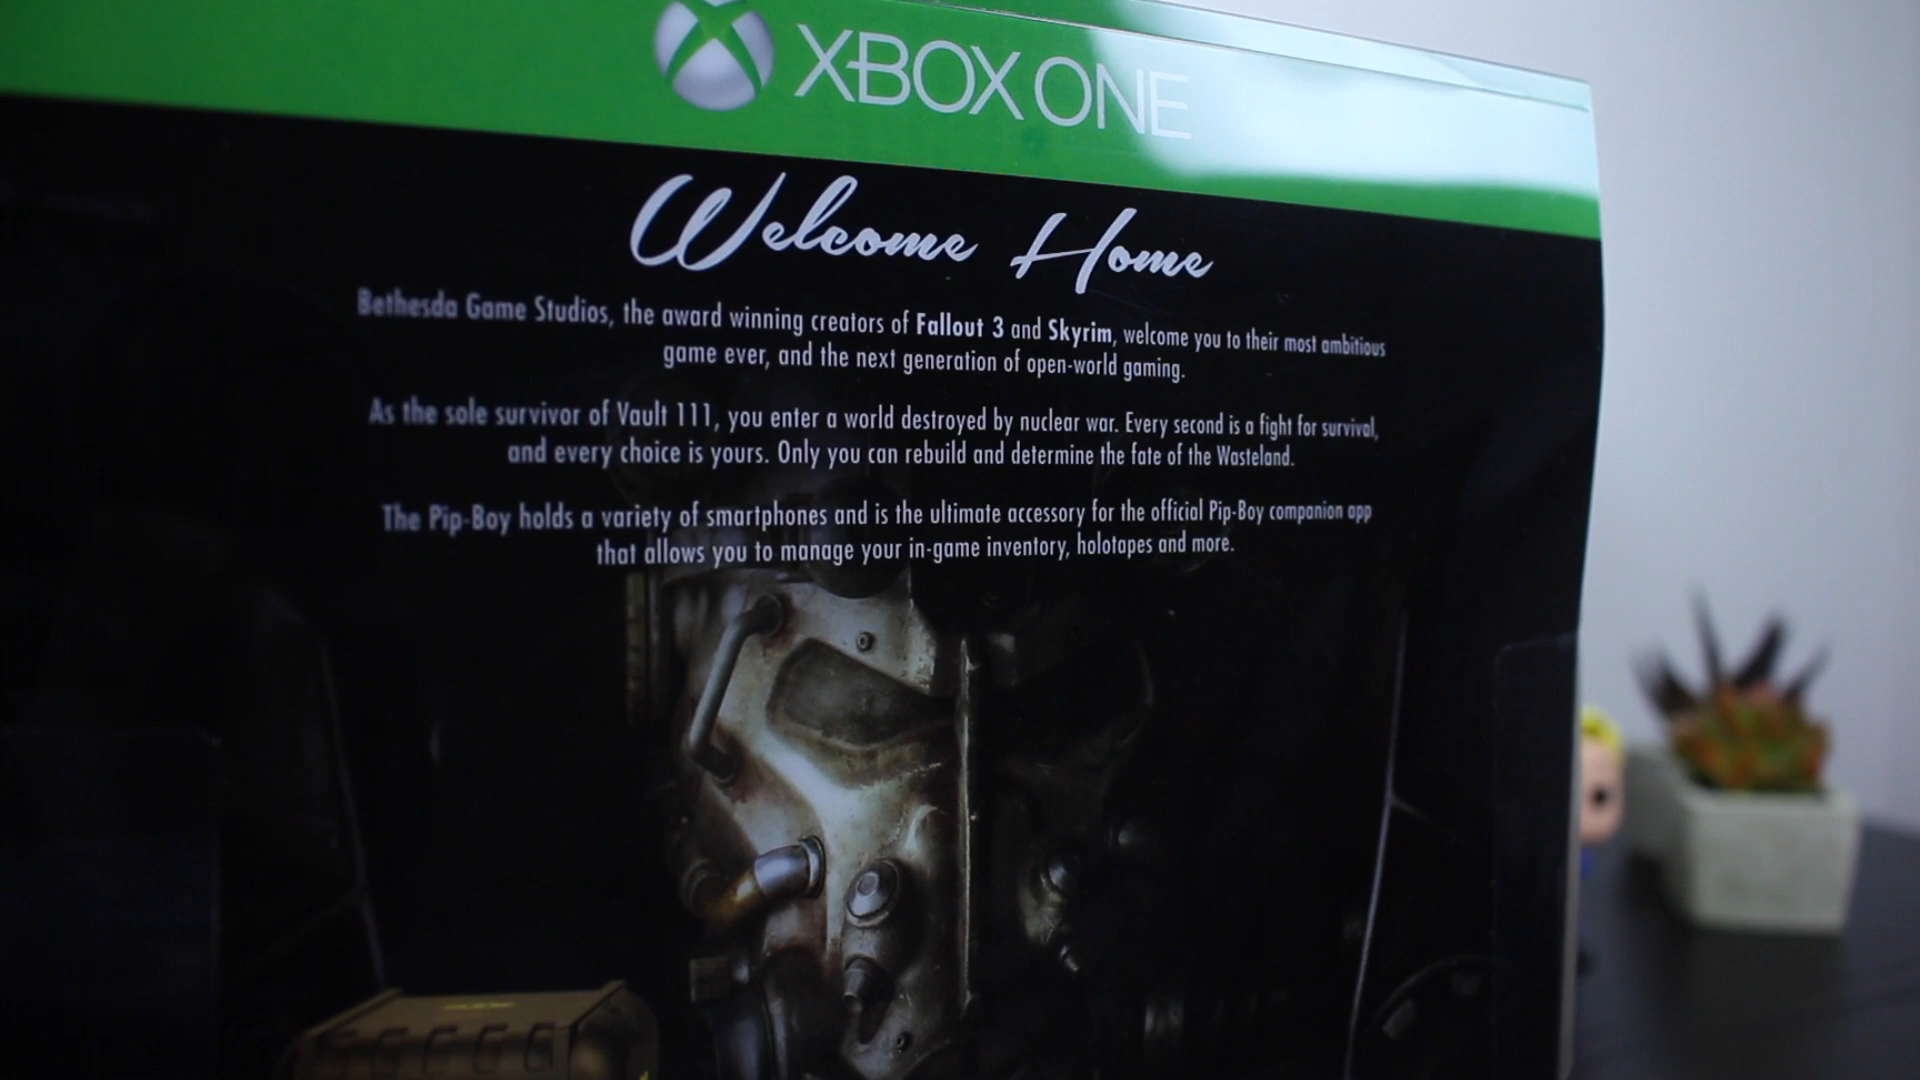 XBOX ONE
Welcome Home
Bethesda Game Studios, the award winning creators of Fallout 3 and Skyrim, welcome you to their most ambitious
game ever, and the next generation of open-world gaming.
As the sole survivor of Vault 111, you enter a world destroyed by nuclear war. Every second is a fight for survival,
and every choice is yours. Only you can rebuild and determine the fate of the Wasteland.
The Pip-Boy holds a variety of smartphones and is the ultimate accessory for the official Pip-Boy companion app
that allows you to manage your in-game inventory, holotapes and more.